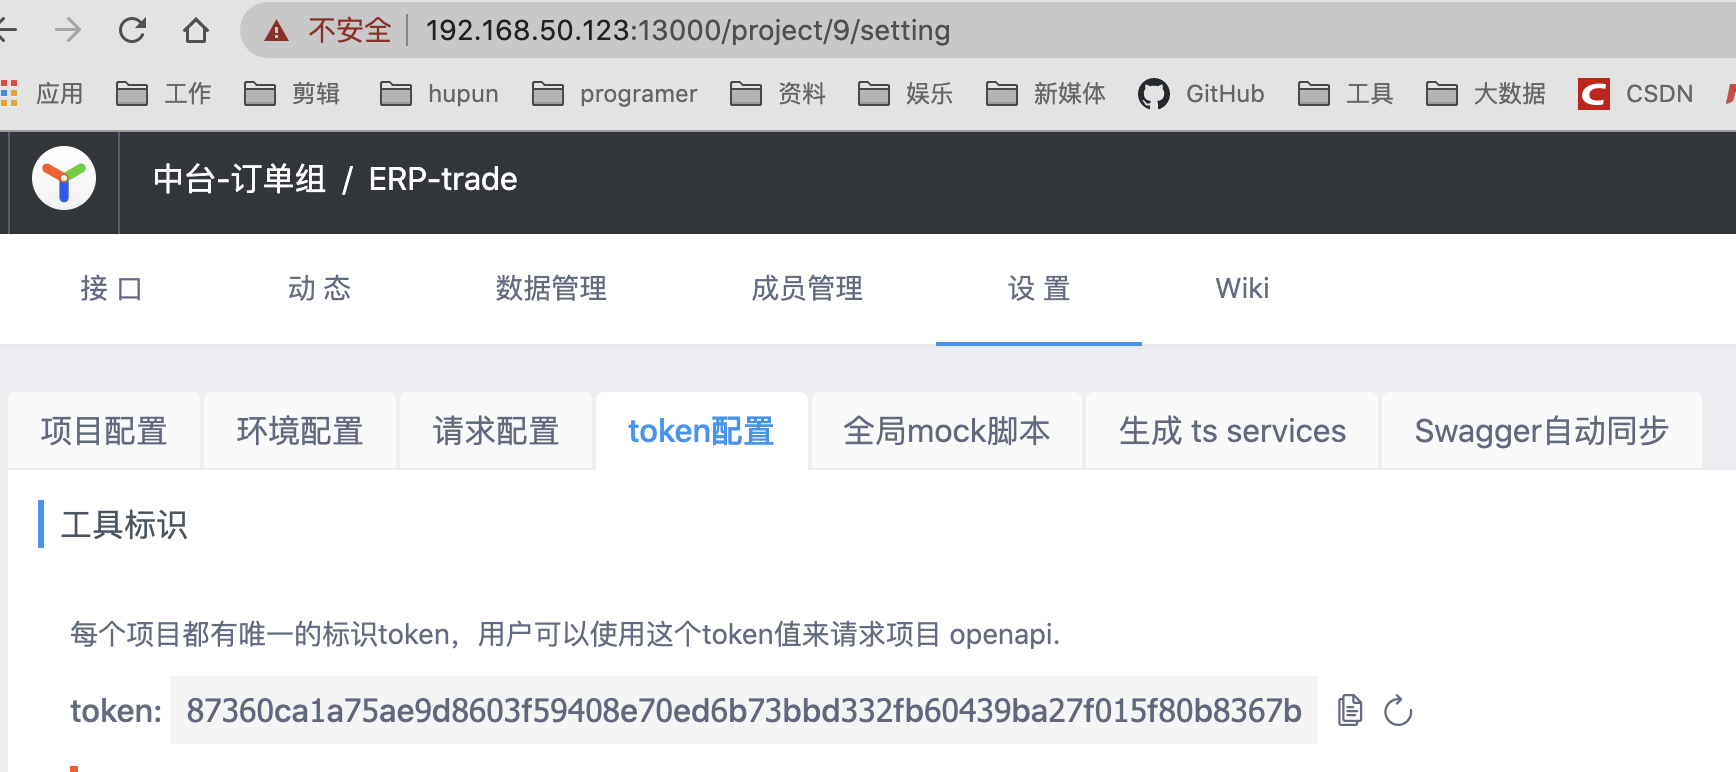 不安全 192.168.50.123:13000/project/9/setting
应用 工作 剪辑 hupun programer 资料 娱乐 新媒体 GitHub 工具 大数据 CSDN
中台-订单组 / ERP-trade
接 口 动 态 数据管理 成员管理 设 置 Wiki
项目配置 环境配置 请求配置 token配置 全局mock脚本 生成 ts services Swagger自动同步
工具标识
每个项目都有唯一的标识token，用户可以使用这个token值来请求项目 openapi.
token: 87360ca1a75ae9d8603f59408e70ed6b73bbd332fb60439ba27f015f80b8367b